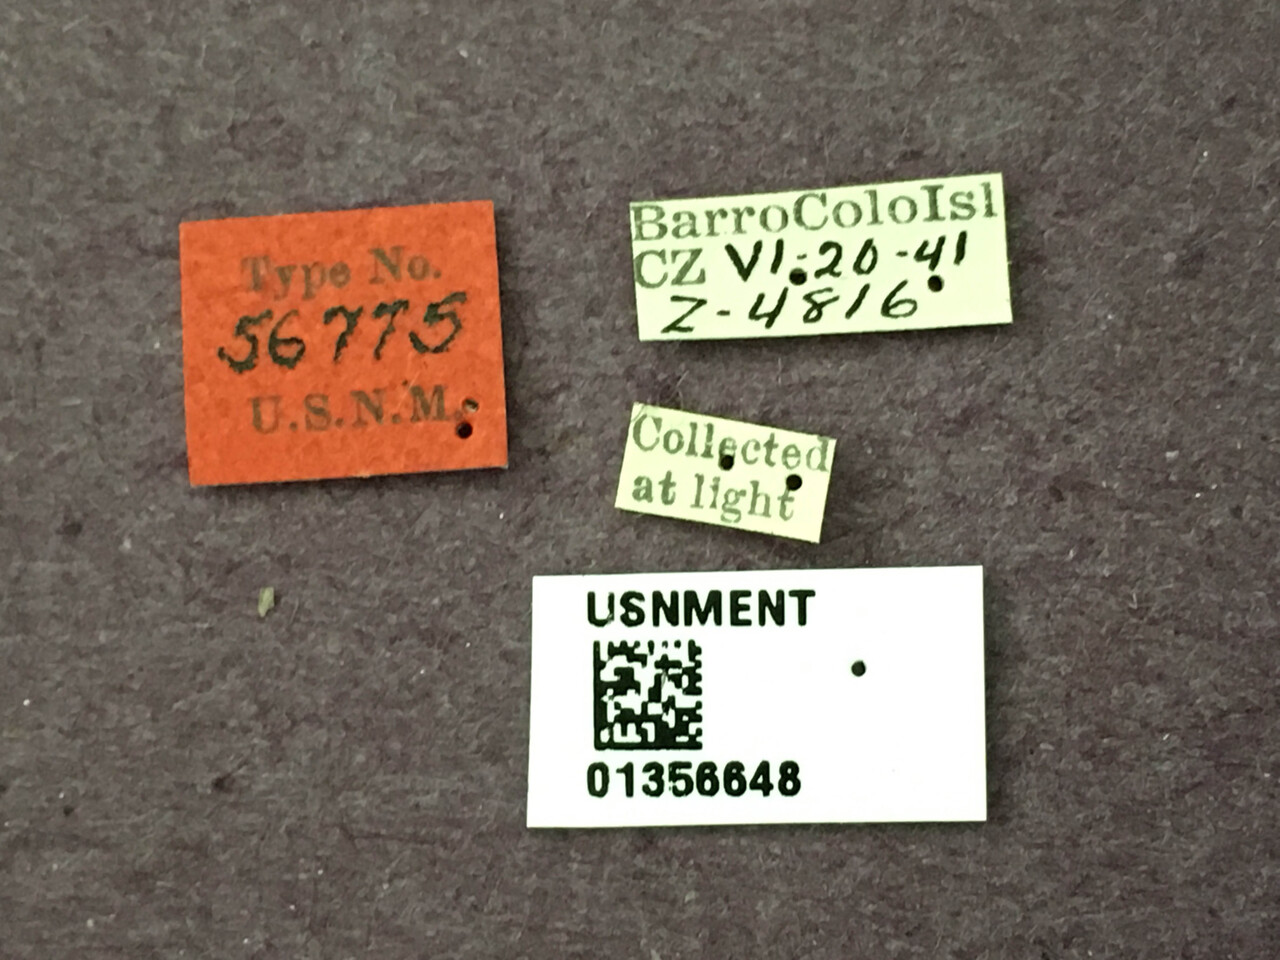 Type No.
56775
U.S.N.M.
BarroColoIsl
CZ VI-20-41
Z-4816
Collected
at light
USNMENT
01356648